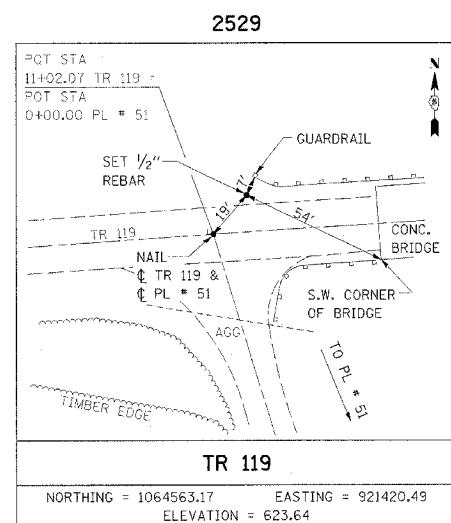 2529
POT STA
11+02.07 TR 119 =
POT STA
0+00.00 PL # 51
N
GUARDRAIL
SET 1/2"
REBAR
17'
19'
54'
TR 119
CONC.
BRIDGE
NAIL
℄ TR 119 &
℄ PL # 51
S.W. CORNER
OF BRIDGE
AGG
TO PL # 51
TIMBER EDGE
TR 119
NORTHING = 1064563.17 EASTING = 921420.49
ELEVATION = 623.64